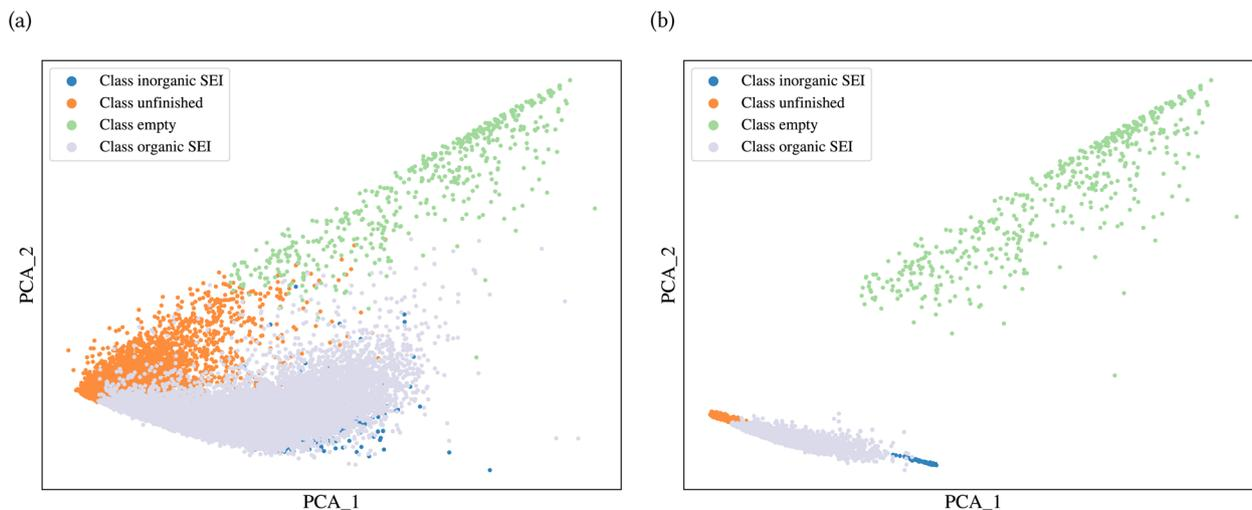 (a)
Class inorganic SEI
Class unfinished
Class empty
Class organic SEI
PCA_2
PCA_1
(b)
Class inorganic SEI
Class unfinished
Class empty
Class organic SEI
PCA_2
PCA_1